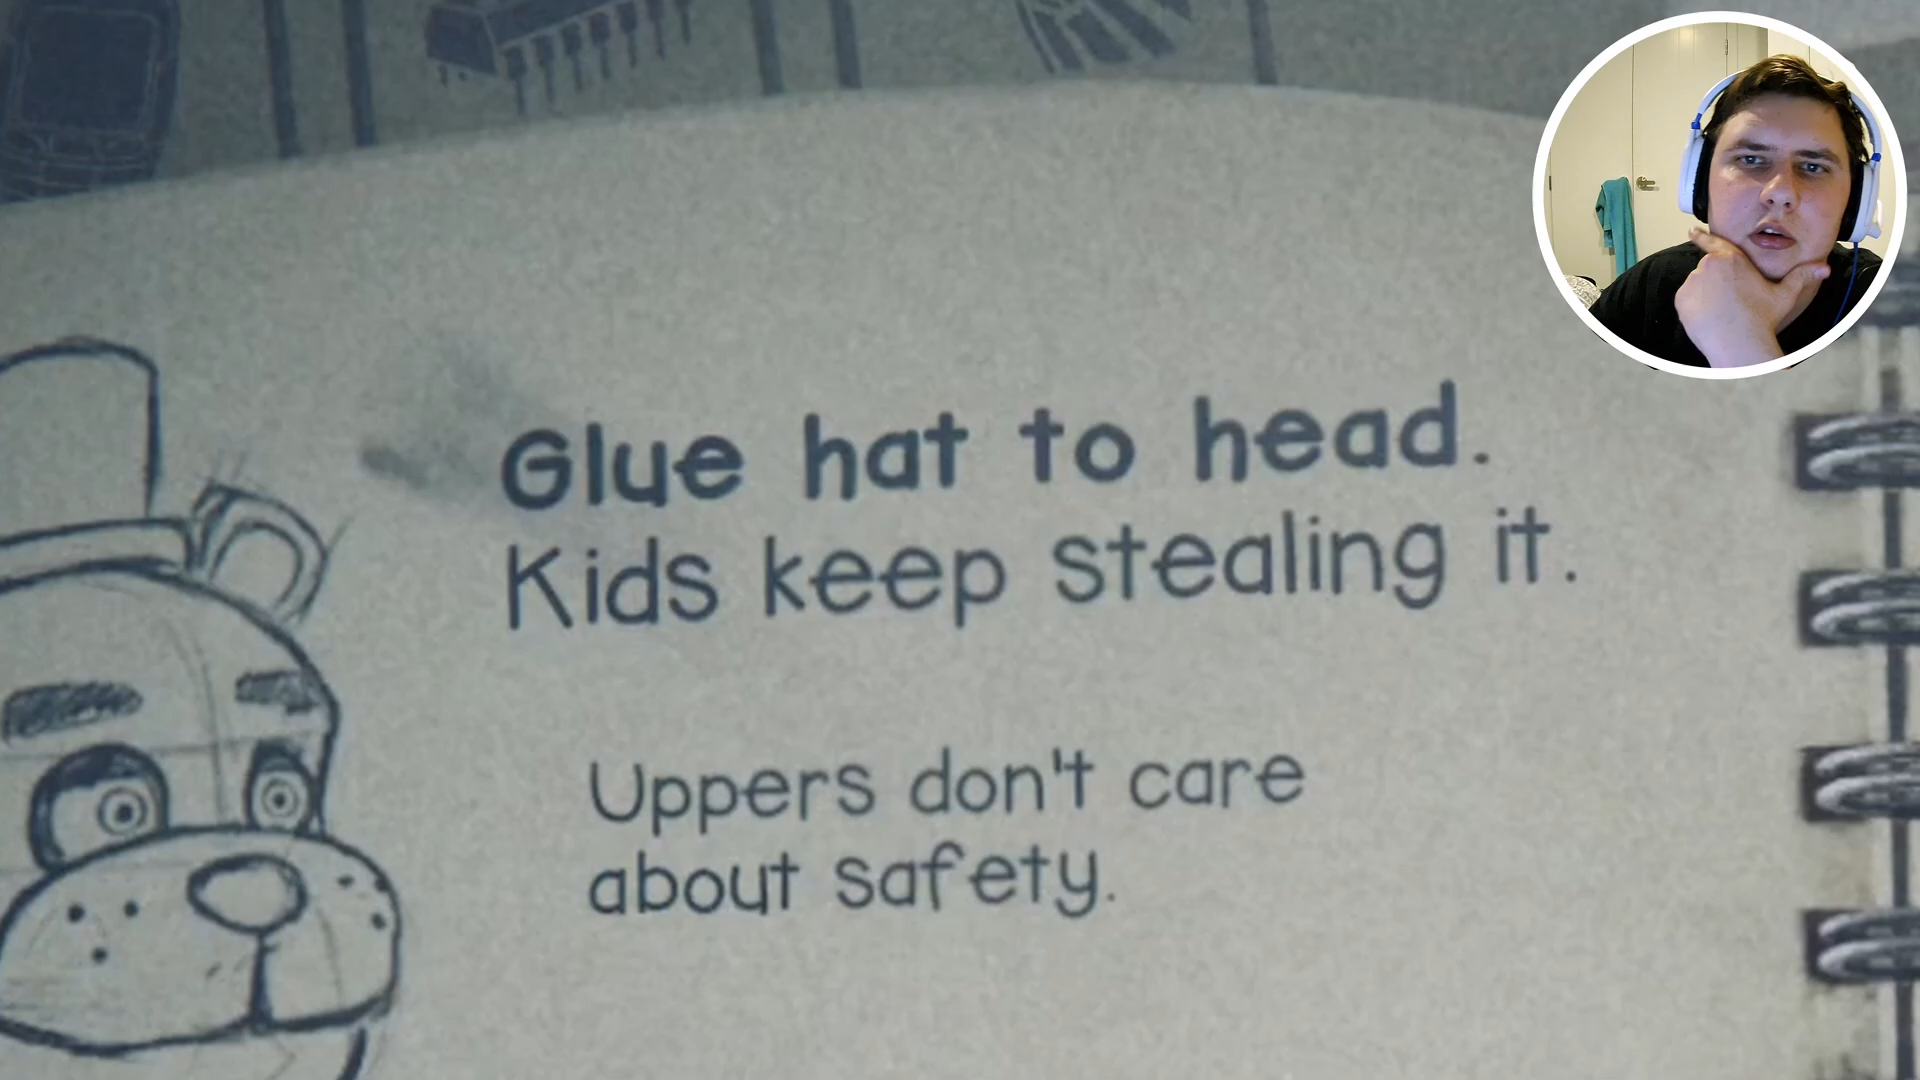 Glue hat to head.
Kids keep stealing it.
Uppers don't care
about safety.